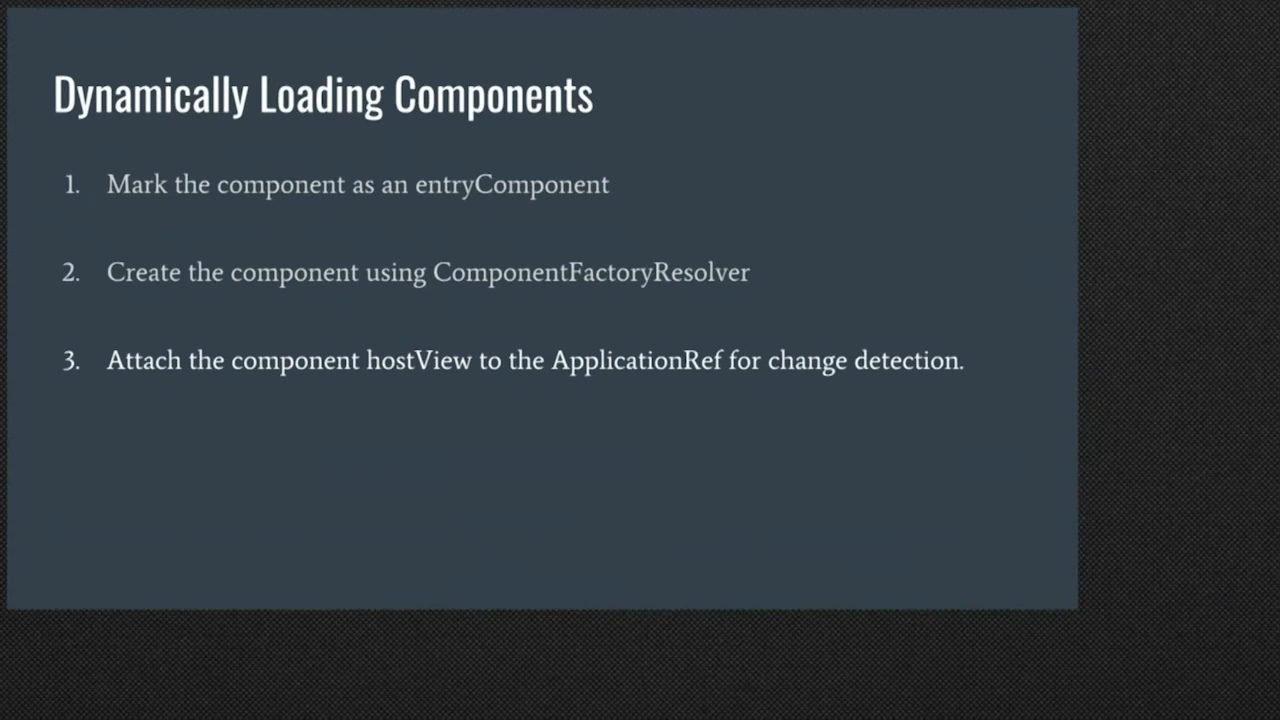 Dynamically Loading Components
1. Mark the component as an entryComponent
2. Create the component using ComponentFactoryResolver
3. Attach the component hostView to the ApplicationRef for change detection.